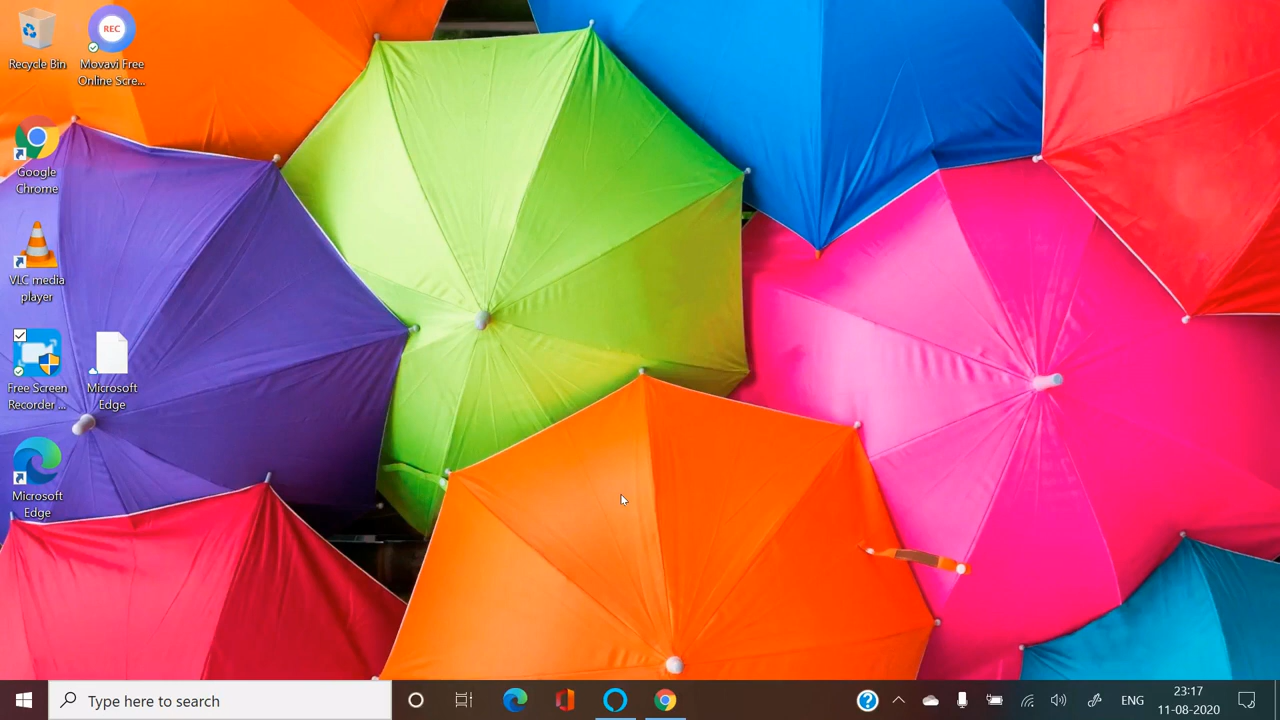 Recycle Bin
REC
Movavi Free
Online Scre...
Google
Chrome
VLC media
player
Free Screen
Recorder ...
Microsoft
Edge
Microsoft
Edge
Type here to search
?
ENG
23:17
11-08-2020